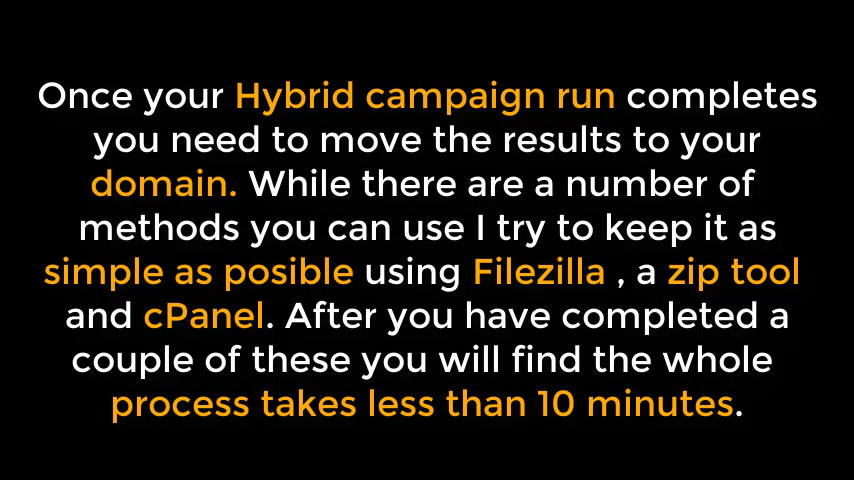 Once your Hybrid campaign run completes
you need to move the results to your
domain. While there are a number of
methods you can use I try to keep it as
simple as posible using Filezilla , a zip tool
and cPanel. After you have completed a
couple of these you will find the whole
process takes less than 10 minutes.